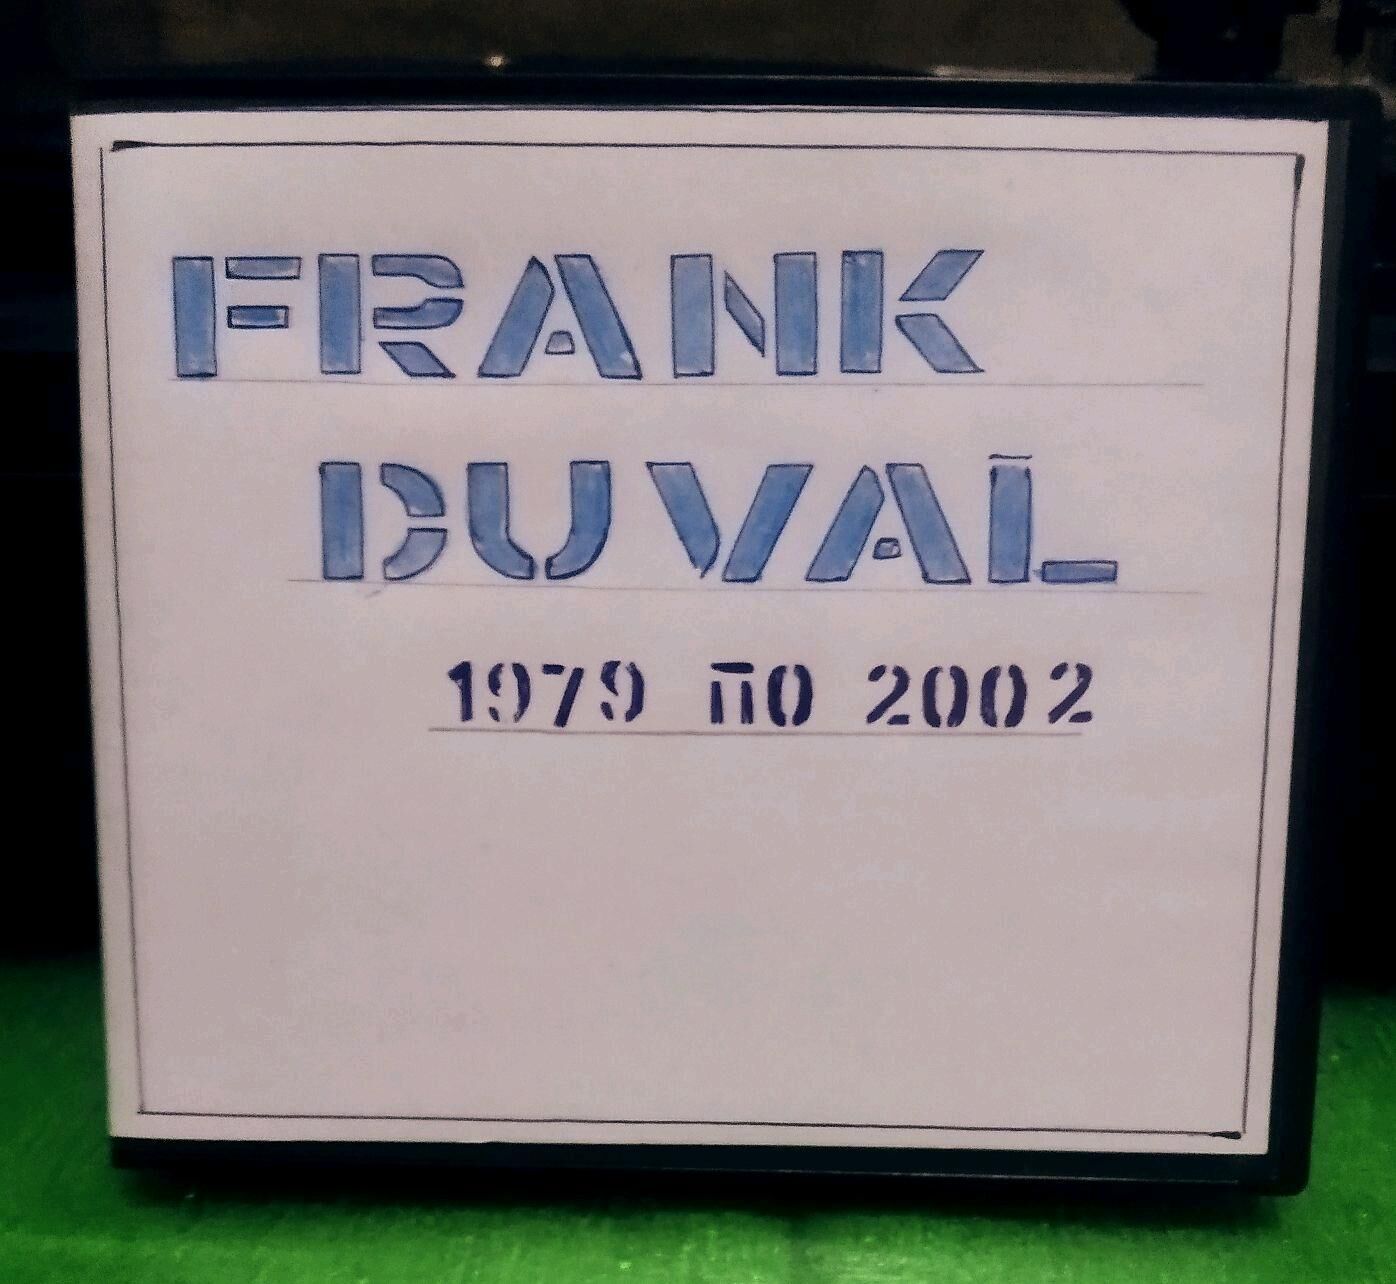 FRANK
DUVAL
1979 ПО 2002